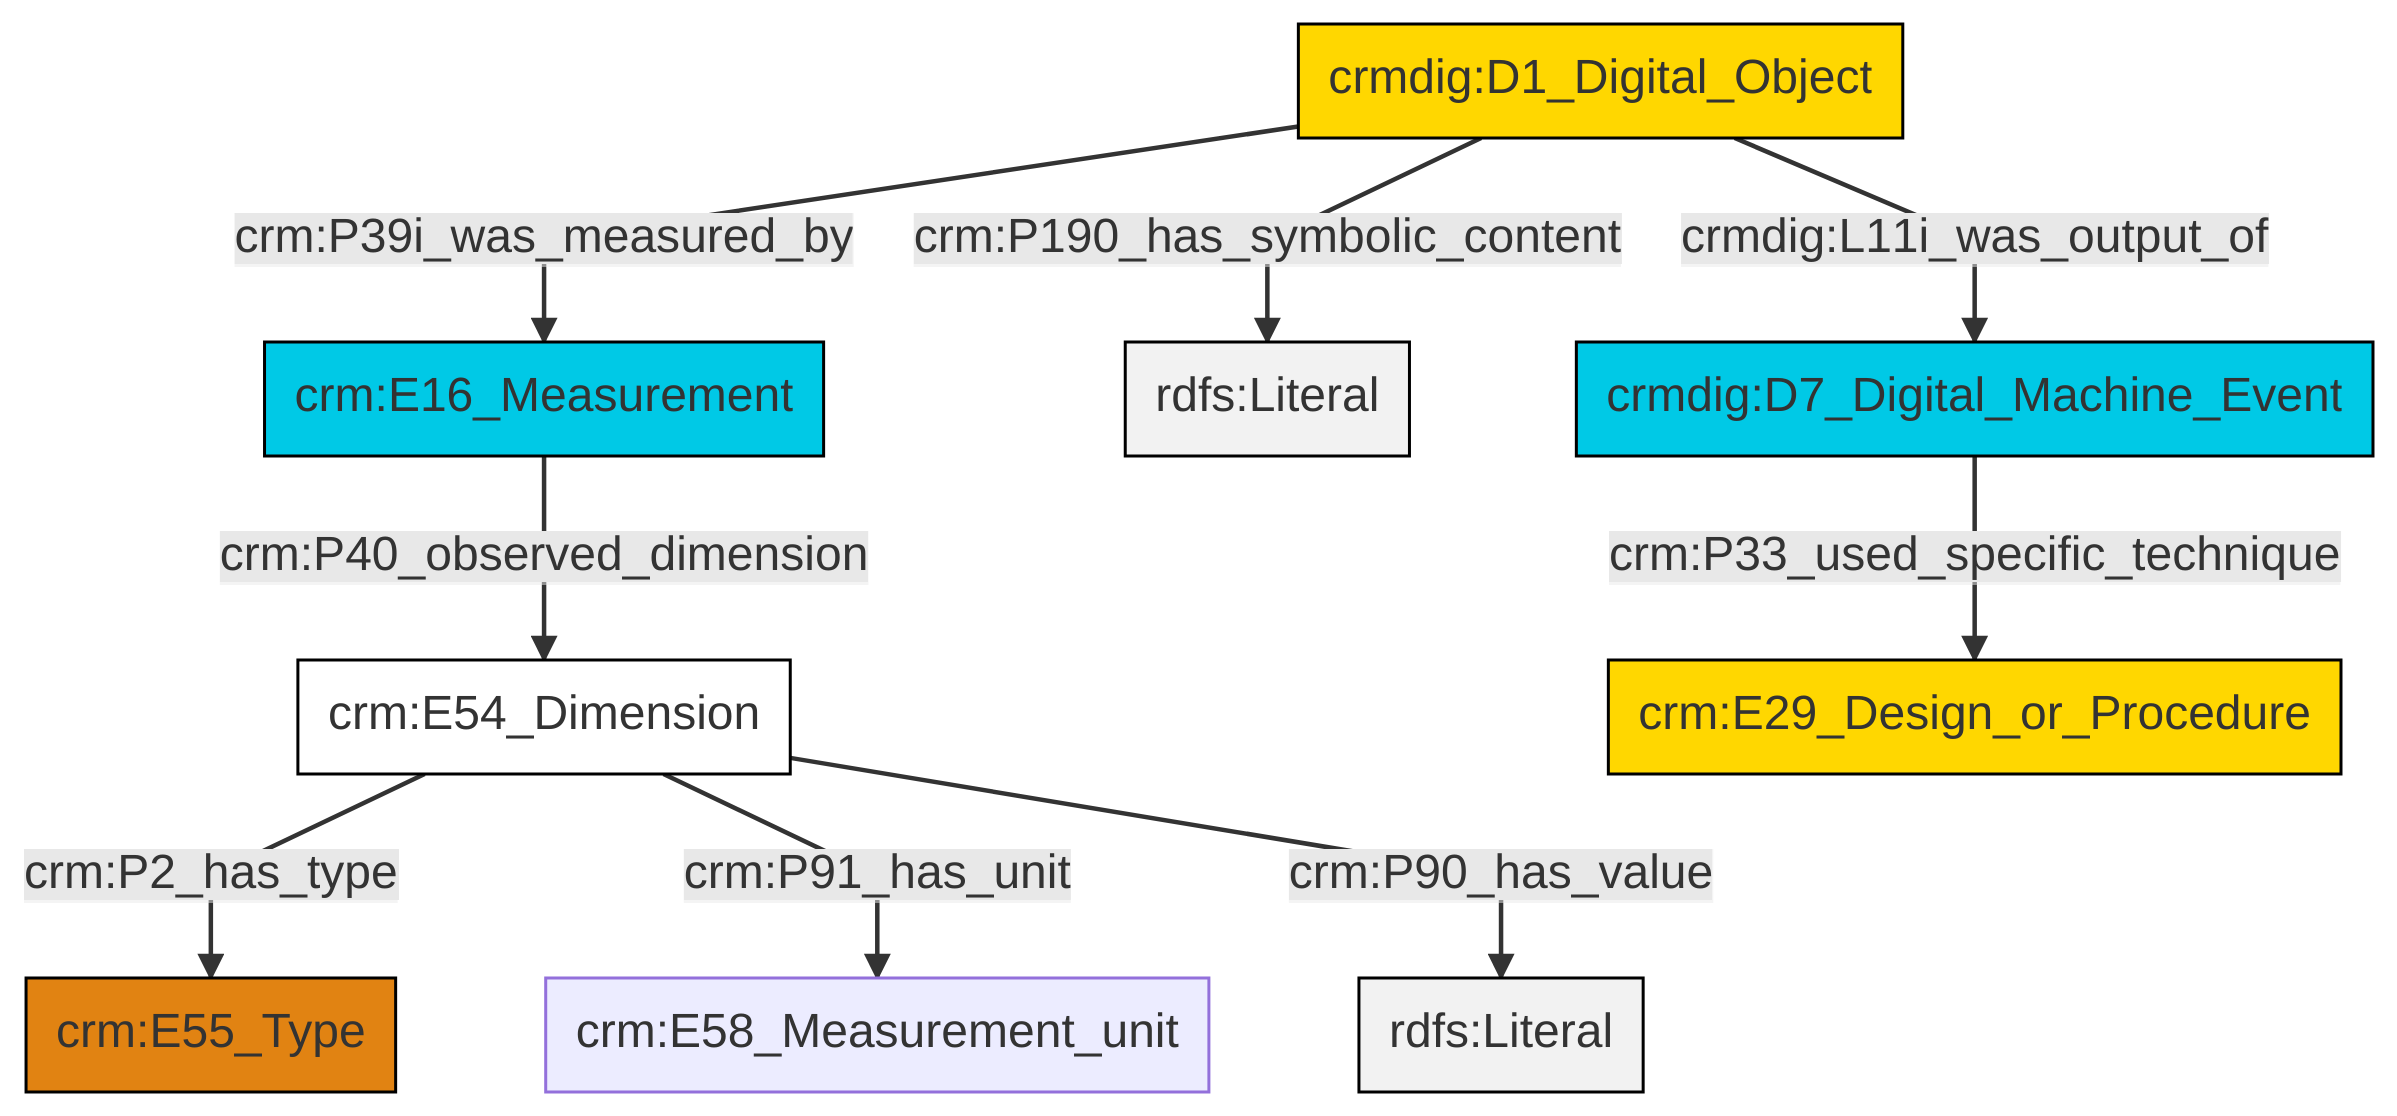 crmdig:D1_Digital_Object
crm:P39i_was_measured_by
crm:P190_has_symbolic_content
crmdig:L11i_was_output_of
crm:E16_Measurement
rdfs:Literal
crmdig:D7_Digital_Machine_Event
crm:P40_observed_dimension
crm:P33_used_specific_technique
crm:E54_Dimension
crm:E29_Design_or_Procedure
crm:P2_has_type
crm:P91_has_unit
crm:P90_has_value
crm:E55_Type
crm:E58_Measurement_unit
rdfs:Literal